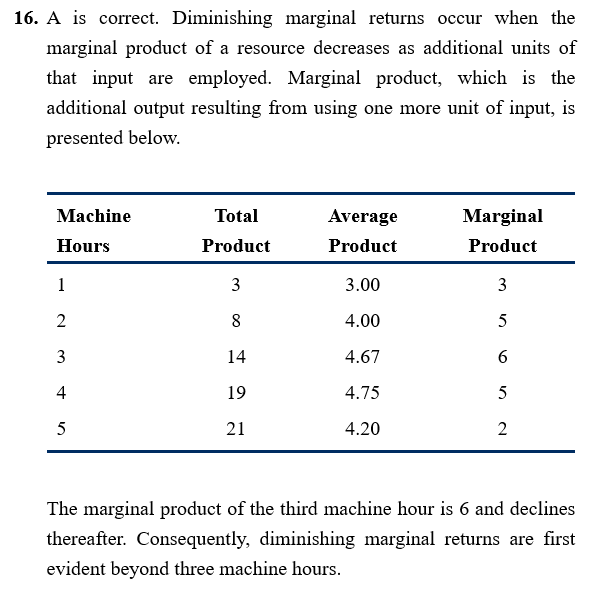 16. A is correct. Diminishing marginal returns occur when the
marginal product of a resource decreases as additional units of
that input are employed. Marginal product, which is the
additional output resulting from using one more unit of input, is
presented below.
Machine Total Average Marginal
Hours Product Product Product
1 3 3.00 3
2 8 4.00 5
3 14 4.67 6
4 19 4.75 5
5 21 4.20 2
The marginal product of the third machine hour is 6 and declines
thereafter. Consequently, diminishing marginal returns are first
evident beyond three machine hours.